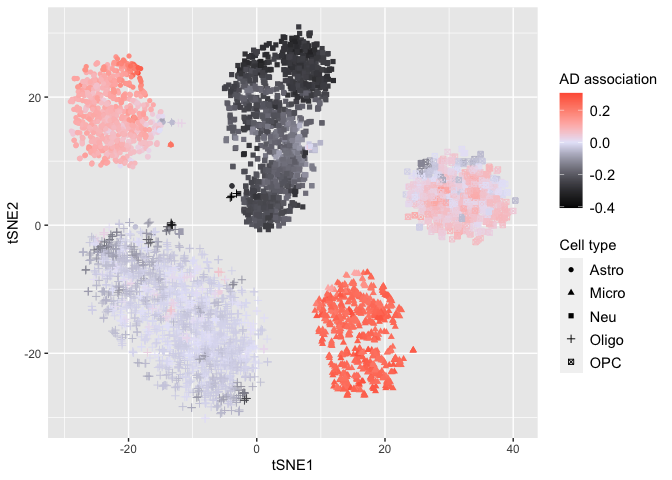 20
0
-20
tSNE2
-20
0
20
40
tSNE1
AD association
0.2
0.0
-0.2
-0.4
Cell type
Astro
Micro
Neu
Oligo
OPC